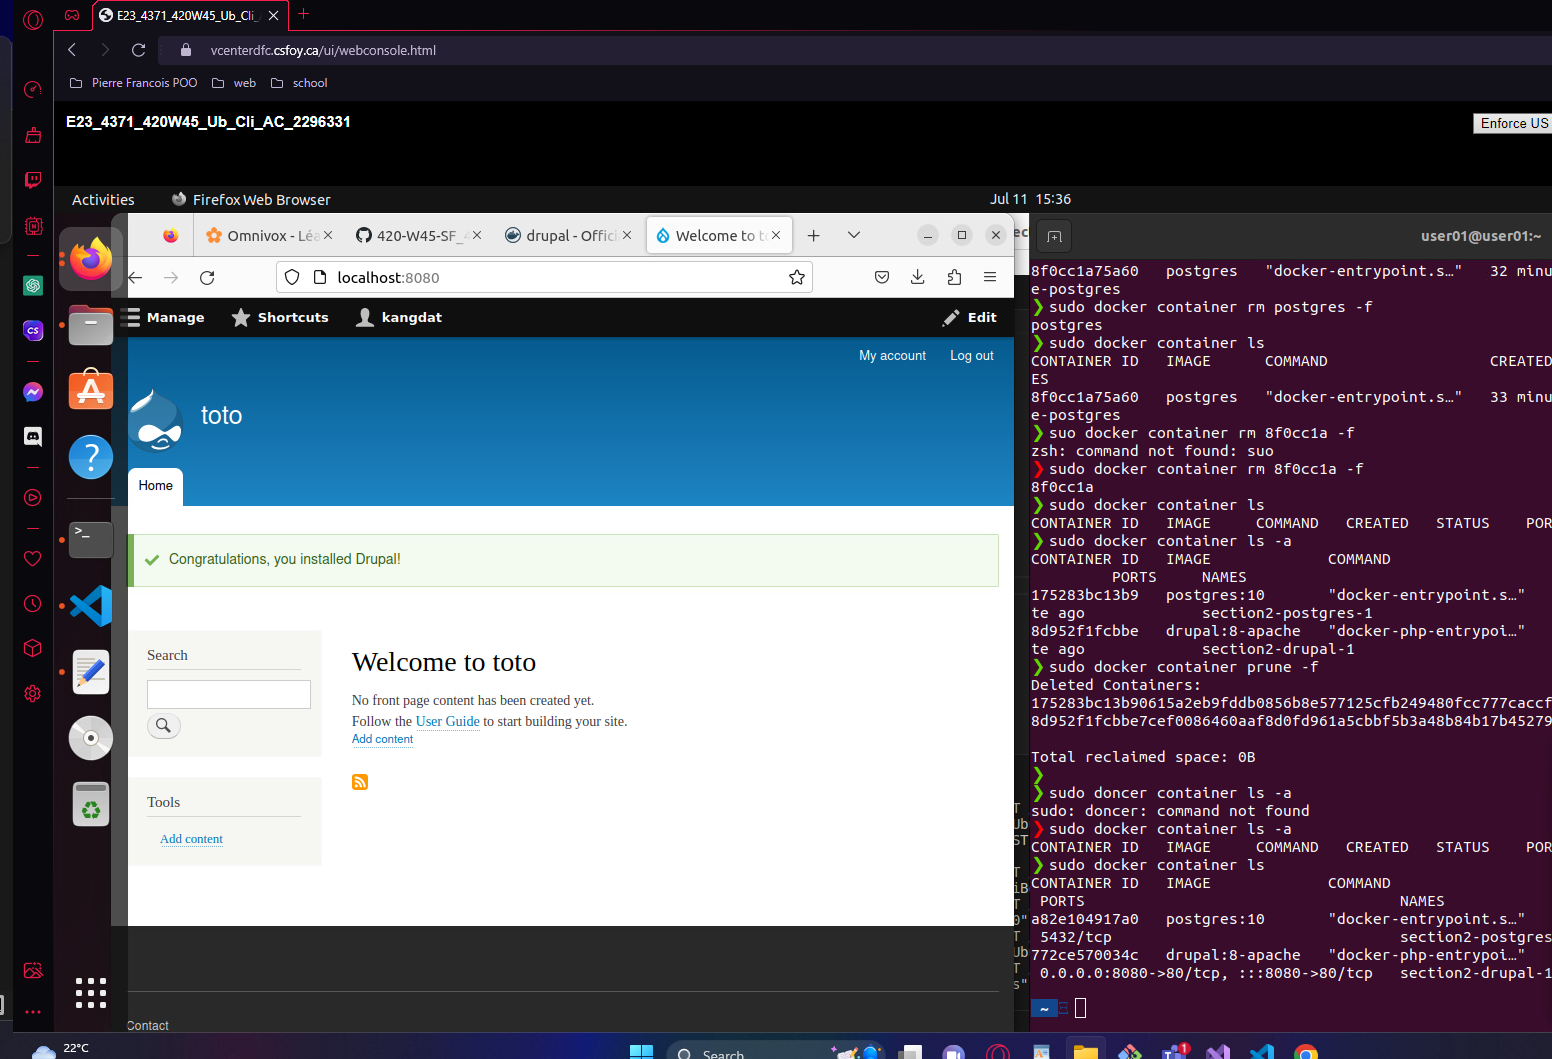 E23_4371_420W45_Ub_Cli_
vcenterdfc.csfoy.ca/ui/webconsole.html
Pierre Francois POO web school
E23_4371_420W45_Ub_Cli_AC_2296331
Enforce US
Activities Firefox Web Browser Jul 11 15:36
Omnivox - Léa 420-W45-SF_ drupal - Offici Welcome to t
localhost:8080
Manage Shortcuts kangdat Edit
My account Log out
toto
Home
Congratulations, you installed Drupal!
Search
Welcome to toto
No front page content has been created yet.
Follow the User Guide to start building your site.
Add content
Tools
Add content
Contact
user01@user01:~
8f0cc1a75a60 postgres "docker-entrypoint.s…" 32 minu
e-postgres
❯ sudo docker container rm postgres -f
postgres
❯ sudo docker container ls
CONTAINER ID IMAGE COMMAND CREATED
ES
8f0cc1a75a60 postgres "docker-entrypoint.s…" 33 minu
e-postgres
❯ suo docker container rm 8f0cc1a -f
zsh: command not found: suo
❯ sudo docker container rm 8f0cc1a -f
8f0cc1a
❯ sudo docker container ls
CONTAINER ID IMAGE COMMAND CREATED STATUS POR
❯ sudo docker container ls -a
CONTAINER ID IMAGE COMMAND
PORTS NAMES
175283bc13b9 postgres:10 "docker-entrypoint.s…"
te ago section2-postgres-1
8d952f1fcbbe drupal:8-apache "docker-php-entrypoi…"
te ago section2-drupal-1
❯ sudo docker container prune -f
Deleted Containers:
175283bc13b90615a2eb9fddb0856b8e577125cfb249480fcc777caccf
8d952f1fcbbe7cef0086460aaf8d0fd961a5cbbf5b3a48b84b17b45279
Total reclaimed space: 0B
❯
❯ sudo doncer container ls -a
sudo: doncer: command not found
❯ sudo docker container ls -a
CONTAINER ID IMAGE COMMAND CREATED STATUS POR
❯ sudo docker container ls
CONTAINER ID IMAGE COMMAND
PORTS NAMES
a82e104917a0 postgres:10 "docker-entrypoint.s…"
5432/tcp section2-postgres
772ce570034c drupal:8-apache "docker-php-entrypoi…"
0.0.0.0:8080->80/tcp, :::8080->80/tcp section2-drupal-1
~
22°C
Search